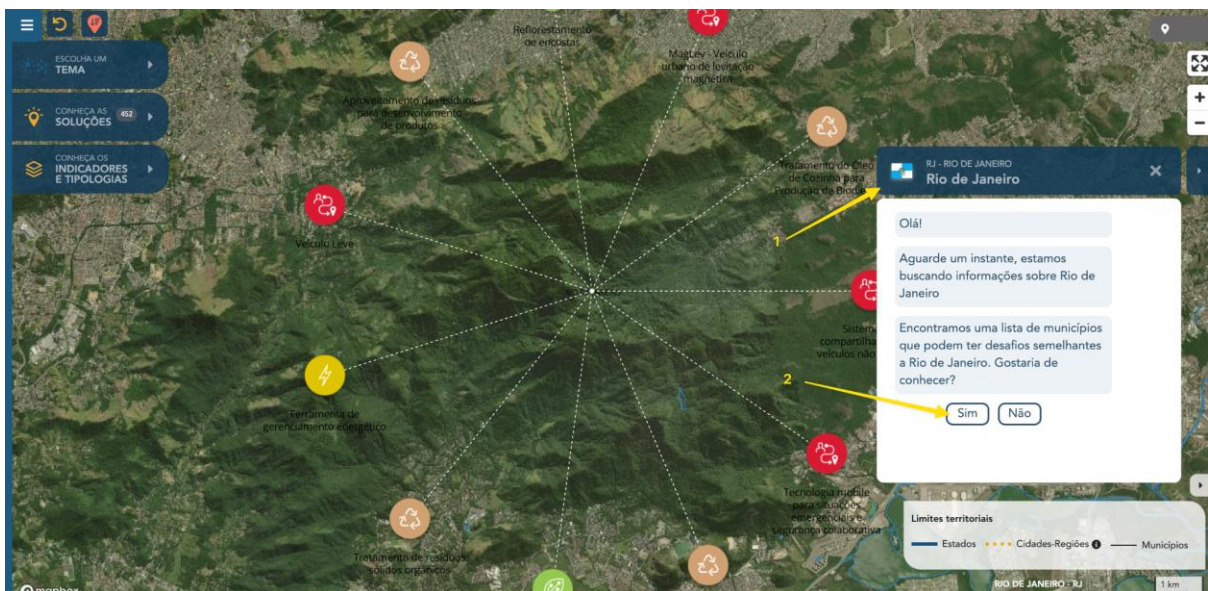 ESCOLHA UM
TEMA
CONHEÇA AS
SOLUÇÕES 452
CONHEÇA OS
INDICADORES
E TIPOLOGIAS
Reflorestamento
de encostas
MagLev - Veículo
urbano de levitação
magnética
Aproveitamento de resíduos
para desenvolvimento
de produtos
Tratamento do Óleo
de Cozinha para
Produção de
Veículo Leve
Sistema
veículos não
Ferramenta de
gerenciamento energético
Tecnologia mobile
para situações
emergenciais e
segurança colaborativa
Tratamento de resíduos
sólidos orgânicos
RJ - RIO DE JANEIRO
Rio de Janeiro
1
Olá!
Aguarde um instante, estamos
buscando informações sobre Rio de
Janeiro
Encontramos uma lista de municípios
que podem ter desafios semelhantes
a Rio de Janeiro. Gostaria de
conhecer?
2
Sim Não
Limites territoriais
Estados Cidades-Regiões Municípios
RIO DE JANEIRO - RJ
1 km
mapbox